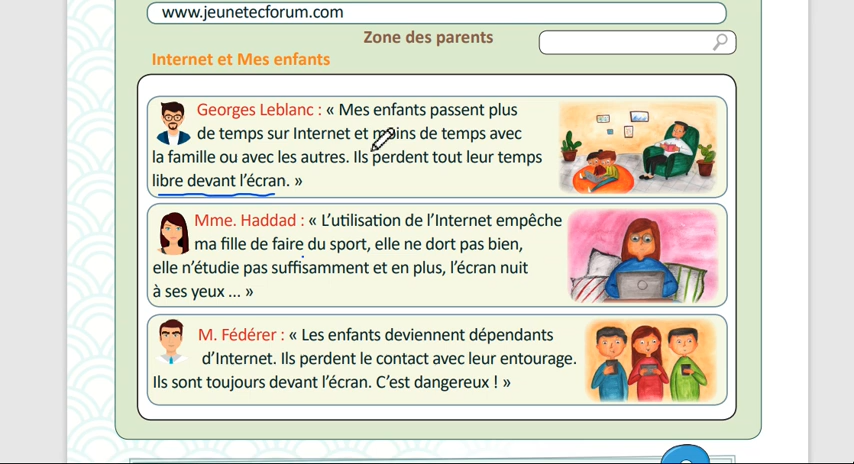 www.jeunetecforum.com
Zone des parents
Internet et Mes enfants
Georges Leblanc : « Mes enfants passent plus
de temps sur Internet et moins de temps avec
la famille ou avec les autres. Ils perdent tout leur temps
libre devant l’écran. »
Mme. Haddad : « L’utilisation de l’Internet empêche
ma fille de faire du sport, elle ne dort pas bien,
elle n’étudie pas suffisamment et en plus, l’écran nuit
à ses yeux ... »
M. Fédérer : « Les enfants deviennent dépendants
d’Internet. Ils perdent le contact avec leur entourage.
Ils sont toujours devant l’écran. C’est dangereux ! »